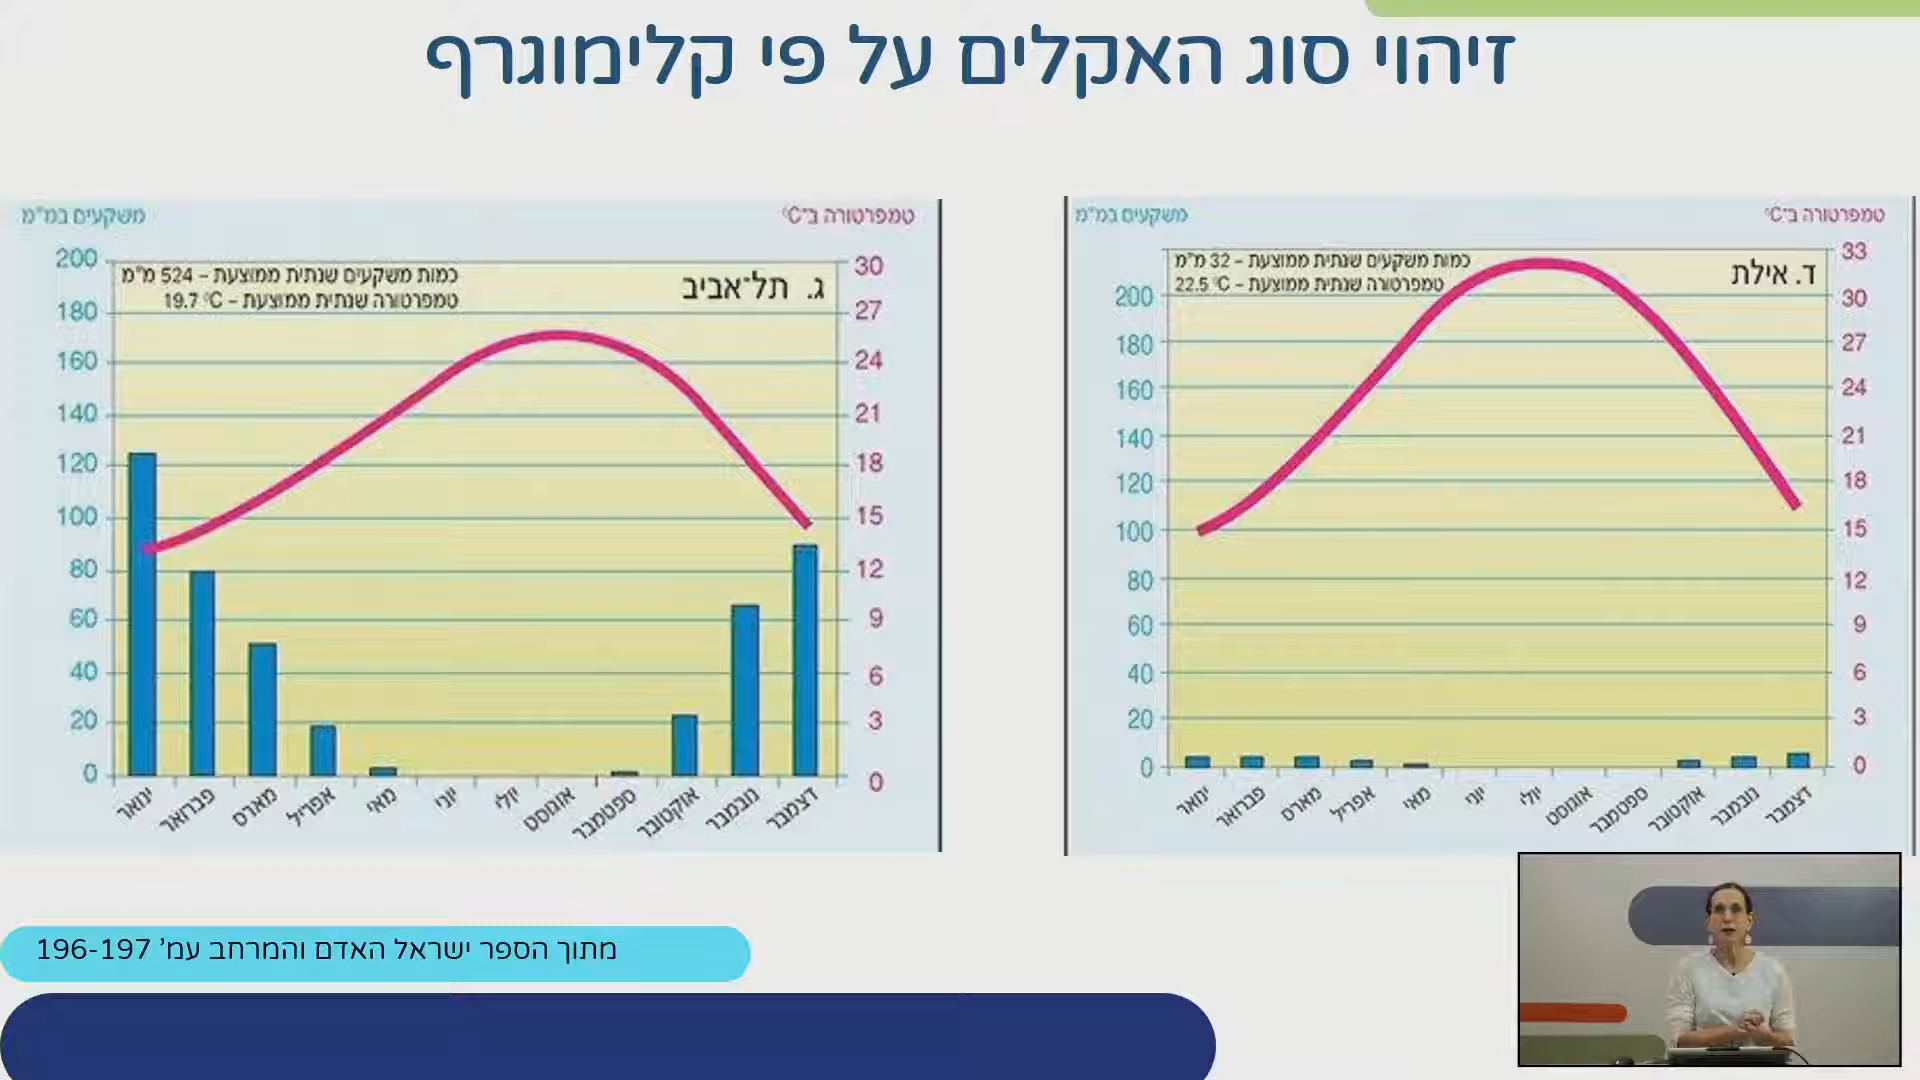 זיהוי סוג האקלים על פי קלימוגרף
משקעים במ"מ
טמפרטורה ב־C°
ג. תל־אביב
כמות משקעים שנתית ממוצעת – 524 מ"מ
טמפרטורה שנתית ממוצעת – 19.7 °C
200
180
160
140
120
100
80
60
40
20
0
30
27
24
21
18
15
12
9
6
3
0
ינואר
פברואר
מארס
אפריל
מאי
יוני
יולי
אוגוסט
ספטמבר
אוקטובר
נובמבר
דצמבר
משקעים במ"מ
טמפרטורה ב־C°
ד. אילת
כמות משקעים שנתית ממוצעת – 32 מ"מ
טמפרטורה שנתית ממוצעת – 22.5 °C
200
180
160
140
120
100
80
60
40
20
0
33
30
27
24
21
18
15
12
9
6
3
0
ינואר
פברואר
מארס
אפריל
מאי
יוני
יולי
אוגוסט
ספטמבר
אוקטובר
נובמבר
דצמבר
מתוך הספר ישראל האדם והמרחב עמ' 196-197